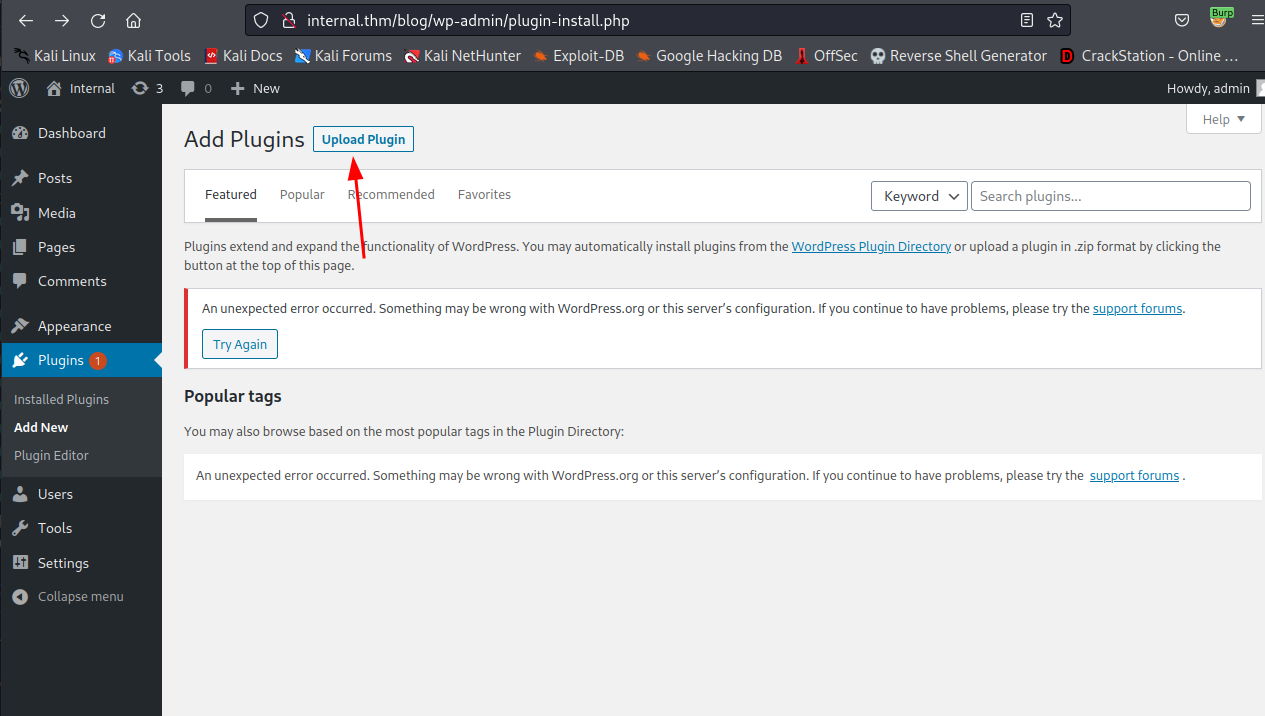 internal.thm/blog/wp-admin/plugin-install.php
Burp
Kali Linux Kali Tools Kali Docs Kali Forums Kali NetHunter Exploit-DB Google Hacking DB OffSec Reverse Shell Generator CrackStation - Online …
Internal 3 0 New Howdy, admin
Help
Dashboard
Posts
Media
Pages
Comments
Appearance
Plugins 1
Installed Plugins
Add New
Plugin Editor
Users
Tools
Settings
Collapse menu
Add Plugins Upload Plugin
Featured Popular Recommended Favorites Keyword Search plugins...
Plugins extend and expand the functionality of WordPress. You may automatically install plugins from the WordPress Plugin Directory or upload a plugin in .zip format by clicking the
button at the top of this page.
An unexpected error occurred. Something may be wrong with WordPress.org or this server’s configuration. If you continue to have problems, please try the support forums.
Try Again
Popular tags
You may also browse based on the most popular tags in the Plugin Directory:
An unexpected error occurred. Something may be wrong with WordPress.org or this server’s configuration. If you continue to have problems, please try the support forums .